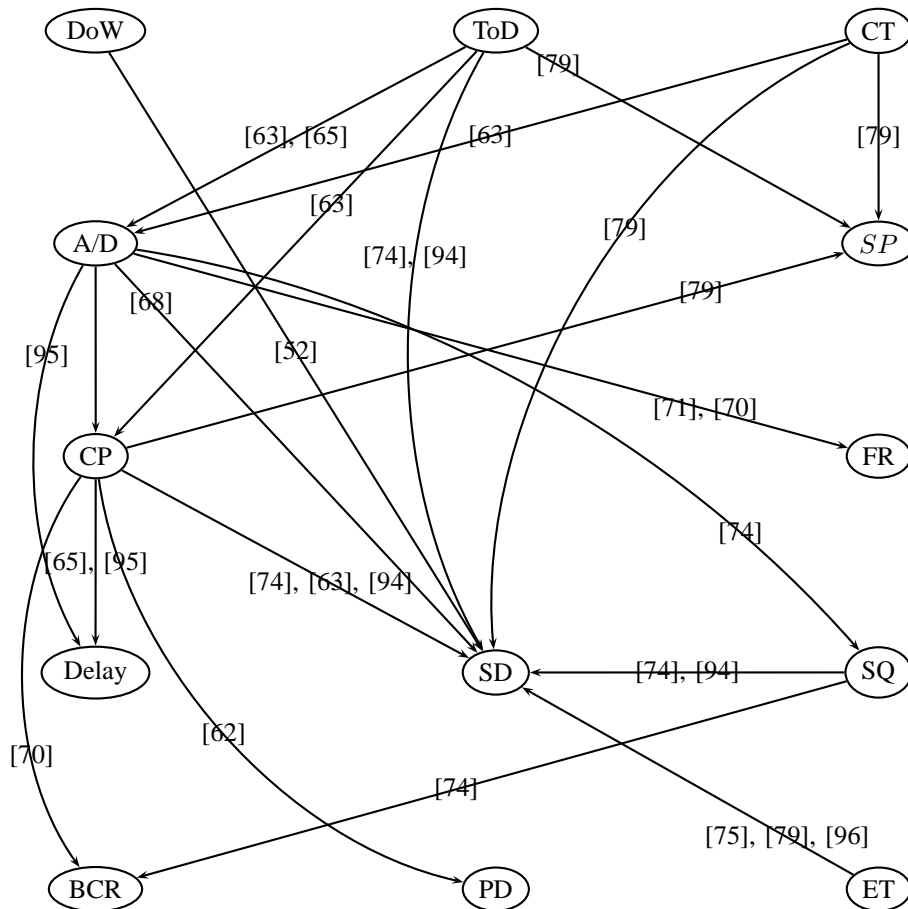 DoW
ToD
CT
[79]
[63], [65]
[63]
[79]
[63]
A/D
[74], [94]
[79]
SP
[68]
[79]
[95]
[52]
[71], [70]
CP
FR
[74]
[65], [95]
[74], [63], [94]
Delay
SD
[74], [94]
SQ
[62]
[70]
[74]
[75], [79], [96]
BCR
PD
ET